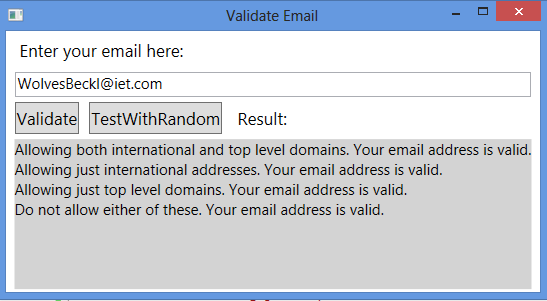 Validate Email
Enter your email here:
WolvesBeckl@iet.com
Validate TestWithRandom Result:
Allowing both international and top level domains. Your email address is valid.
Allowing just international addresses. Your email address is valid.
Allowing just top level domains. Your email address is valid.
Do not allow either of these. Your email address is valid.